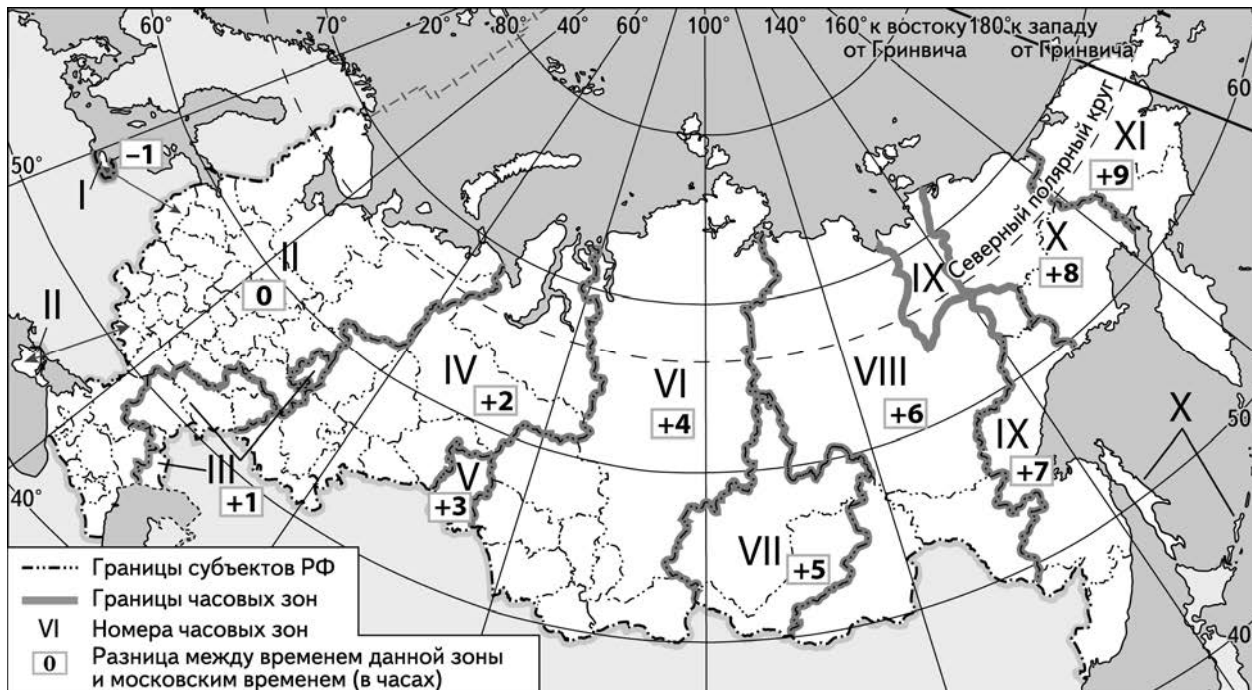 60° 70° 20° 40° 60° 80° 100° 120° 140° 160° к востоку 180° к западу
от Гринвича от Гринвича
60°
50°
−1
I
II
0
II
40°
III
+1
IV
+2
V
+3
VI
+4
VII
+5
VIII
+6
IX
IX
+7
Северный полярный круг
X
+8
XI
+9
X
50°
40°
Границы субъектов РФ
Границы часовых зон
VI Номера часовых зон
0 Разница между временем данной зоны
и московским временем (в часах)